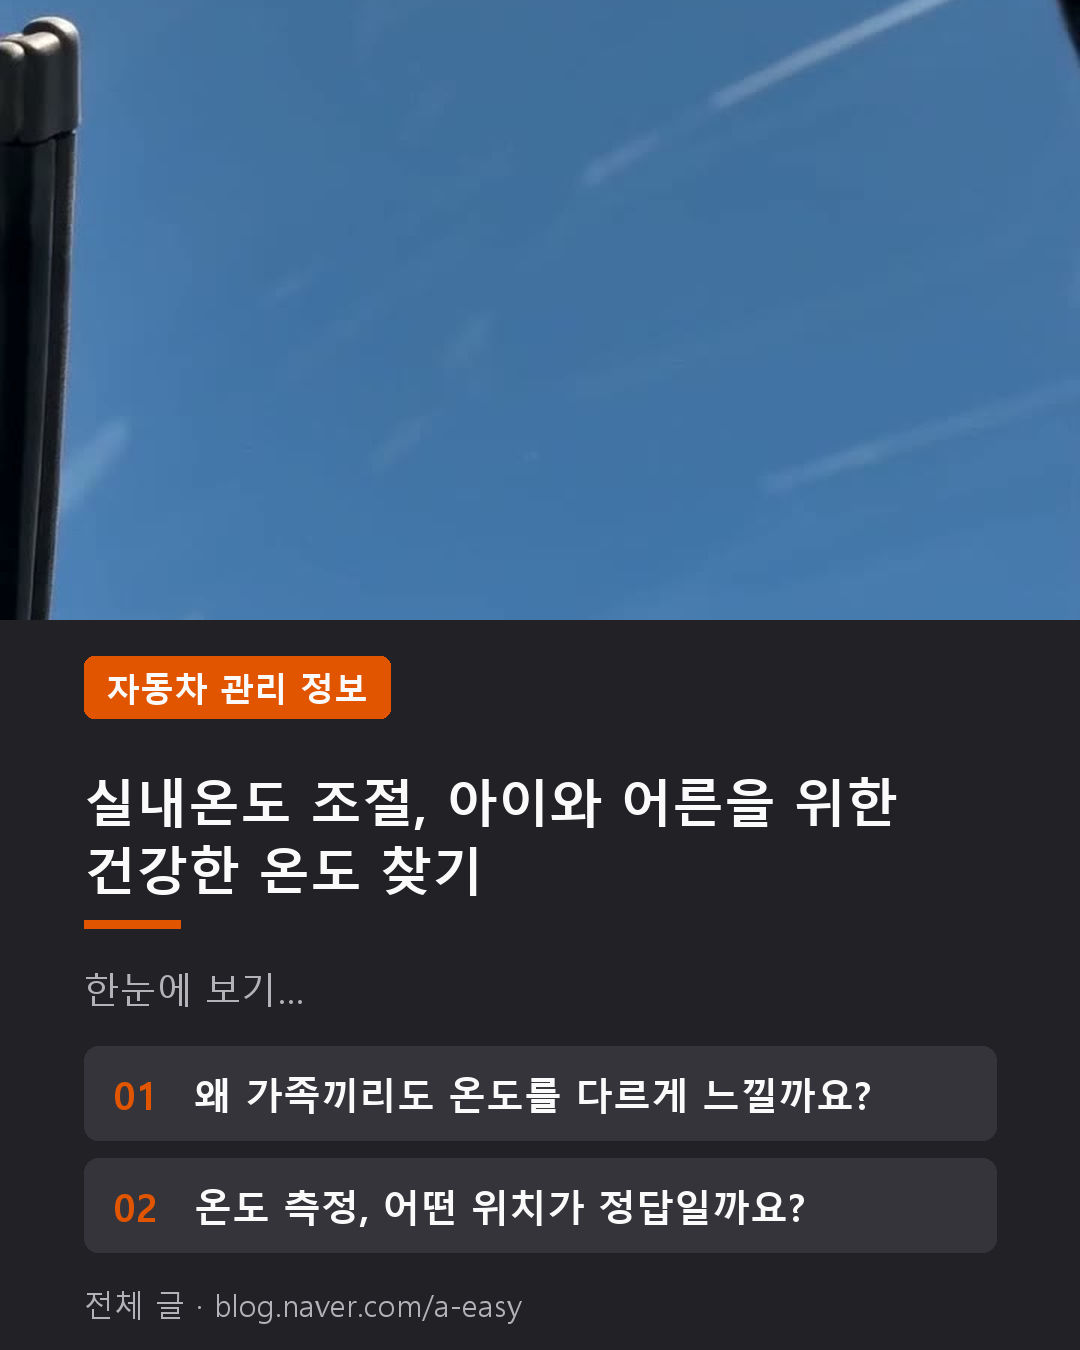 자동차 관리 정보
실내온도 조절, 아이와 어른을 위한
건강한 온도 찾기
한눈에 보기...
01 왜 가족끼리도 온도를 다르게 느낄까요?
02 온도 측정, 어떤 위치가 정답일까요?
전체 글 · blog.naver.com/a-easy